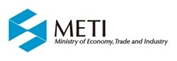 METI
Ministry of Economy, Trade and Industry